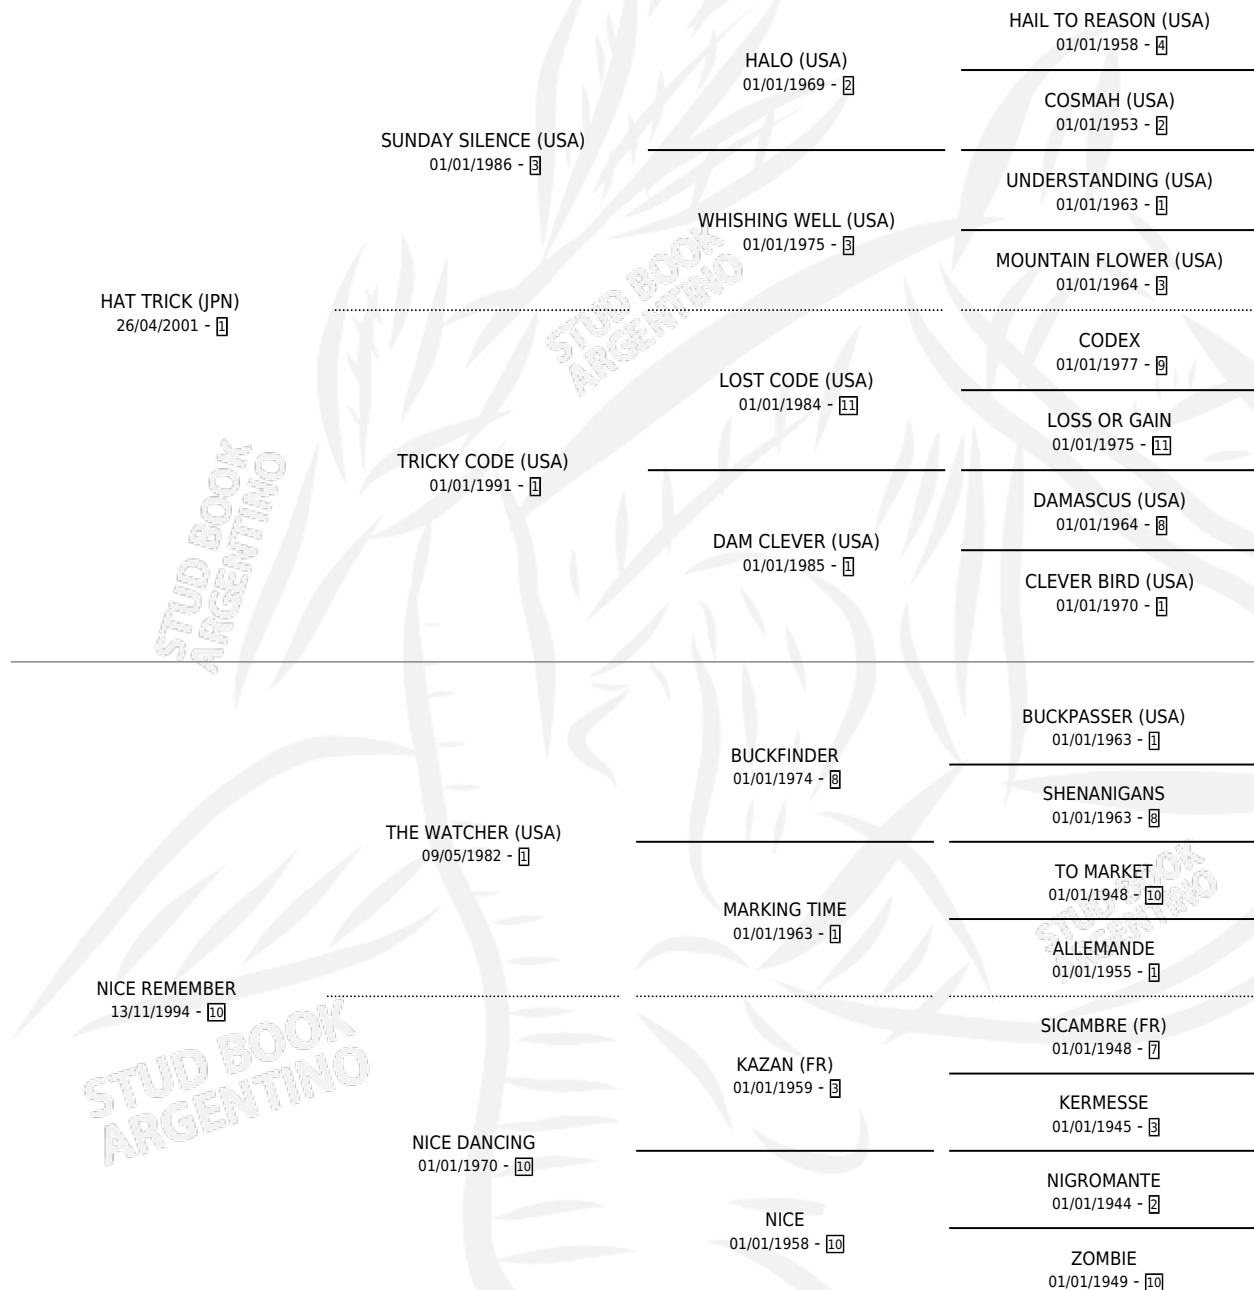 HAIL TO REASON (USA)
01/01/1958 - 4
HALO (USA)
01/01/1969 - 2
COSMAH (USA)
01/01/1953 - 2
SUNDAY SILENCE (USA)
01/01/1986 - 3
UNDERSTANDING (USA)
01/01/1963 - 1
WHISHING WELL (USA)
01/01/1975 - 3
MOUNTAIN FLOWER (USA)
01/01/1964 - 3
HAT TRICK (JPN)
26/04/2001 - 1
STUD BOOK
ARGENTINO
CODEX
01/01/1977 - 9
LOST CODE (USA)
01/01/1984 - 11
LOSS OR GAIN
01/01/1975 - 11
TRICKY CODE (USA)
01/01/1991 - 1
DAMASCUS (USA)
01/01/1964 - 8
DAM CLEVER (USA)
01/01/1985 - 1
CLEVER BIRD (USA)
01/01/1970 - 1
STUD BOOK
ARGENTINO
BUCKPASSER (USA)
01/01/1963 - 1
BUCKFINDER
01/01/1974 - 8
SHENANIGANS
01/01/1963 - 8
THE WATCHER (USA)
09/05/1982 - 1
TO MARKET
01/01/1948 - 10
MARKING TIME
01/01/1963 - 1
STUD BOOK
ARGENTINO
ALLEMANDE
01/01/1955 - 1
NICE REMEMBER
13/11/1994 - 10
SICAMBRE (FR)
01/01/1948 - 7
KAZAN (FR)
01/01/1959 - 3
KERMESSE
01/01/1945 - 3
STUD BOOK
ARGENTINO
NICE DANCING
01/01/1970 - 10
NIGROMANTE
01/01/1944 - 2
NICE
01/01/1958 - 10
ZOMBIE
01/01/1949 - 10